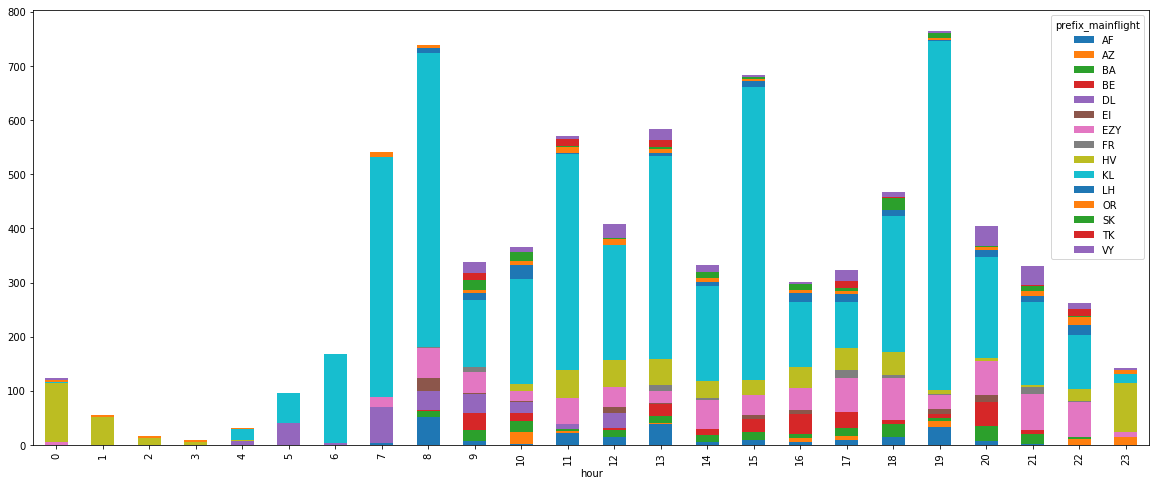 800
700
600
500
400
300
200
100
0
prefix_mainflight
AF
AZ
BA
BE
DL
EI
EZY
FR
HV
KL
LH
OR
SK
TK
VY
0 1 2 3 4 5 6 7 8 9 10 11 12 13 14 15 16 17 18 19 20 21 22 23
hour